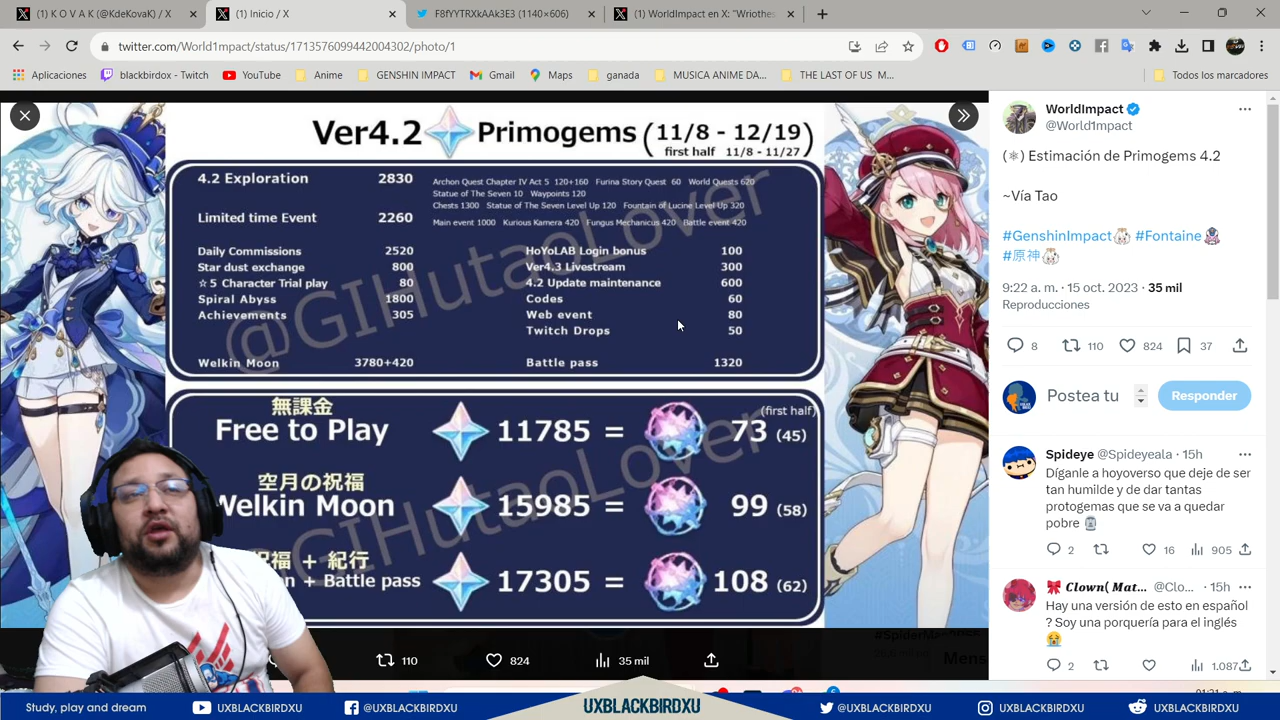 (1) K O V A K (@KdeKovaK) / X
(1) Inicio / X
F8fYYTRXkAAk3E3 (1140×606)
(1) WorldImpact en X: "Wriothes
twitter.com/World1mpact/status/1713576099442004302/photo/1
Aplicaciones
blackbirdox - Twitch
YouTube
Anime
GENSHIN IMPACT
Gmail
Maps
ganada
MUSICA ANIME DA...
THE LAST OF US M...
Todos los marcadores
Ver4.2 Primogems (11/8 - 12/19)
first half 11/8 - 11/27
4.2 Exploration 2830
Archon Quest Chapter IV Act 5 120+160 Furina Story Quest 60 World Quests 620
Statue of The Seven 10 Waypoints 120
Chests 1300 Statue of The Seven Level Up 120 Fountain of Lucine Level Up 320
Limited time Event 2260
Main event 1000 Kurious Kamera 420 Fungus Mechanicus 420 Battle event 420
Daily Commissions 2520
Star dust exchange 800
☆5 Character Trial play 80
Spiral Abyss 1800
Achievements 305
Welkin Moon 3780+420
HoYoLAB Login bonus 100
Ver4.3 Livestream 300
4.2 Update maintenance 600
Codes 60
Web event 80
Twitch Drops 50
Battle pass 1320
@GIHutaoLover
無課金
Free to Play 11785 = 73 (45)
(first half)
空月の祝福
Welkin Moon 15985 = 99 (58)
祝福 + 紀行
+ Battle pass 17305 = 108 (62)
@GIHutaoLover
110
824
35 mil
WorldImpact
@World1mpact
(⚛) Estimación de Primogems 4.2
~Vía Tao
#GenshinImpact #Fontaine
#原神
9:22 a. m. · 15 oct. 2023 · 35 mil
Reproducciones
8
110
824
37
Postea tu
Responder
Spideye @Spideyeala · 15h
Díganle a hoyoverso que deje de ser
tan humilde y de dar tantas
protogemas que se va a quedar
pobre
2
16
905
Clown( Mat... @Clo... · 15h
Hay una versión de esto en español
? Soy una porquería para el inglés
2
1.087
Study, play and dream
UXBLACKBIRDXU
@UXBLACKBIRDXU
UXBLACKBIRDXU
@UXBLACKBIRDXU
UXBLACKBIRDXU
UXBLACKBIRDXU